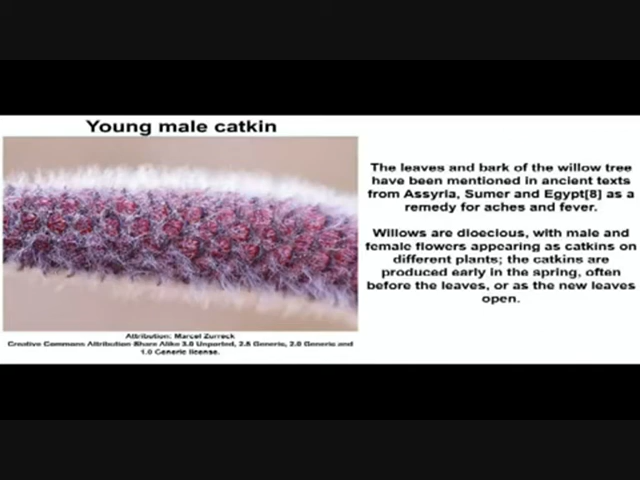 Young male catkin
The leaves and bark of the willow tree
have been mentioned in ancient texts
from Assyria, Sumer and Egypt[8] as a
remedy for aches and fever.
Willows are dioecious, with male and
female flowers appearing as catkins on
different plants; the catkins are
produced early in the spring, often
before the leaves, or as the new leaves
open.
Attribution: Marcel Zurreck
Creative Commons Attribution Share Alike 3.0 Unported, 2.5 Generic, 2.0 Generic and
1.0 Generic license.